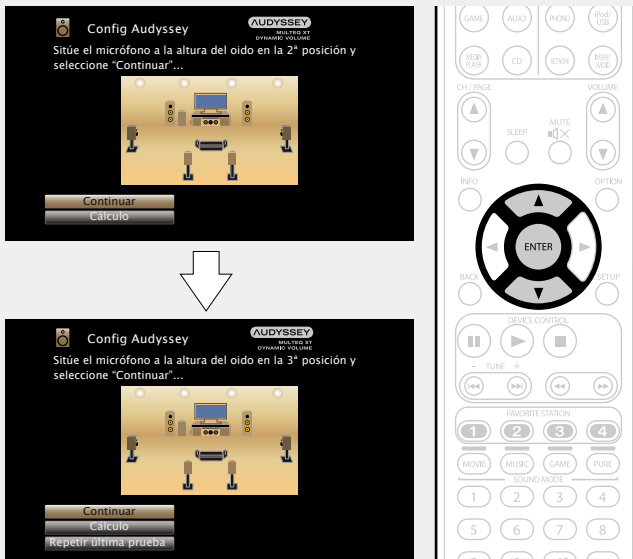 Config Audyssey
AUDYSSEY
MULTEQ XT
DYNAMIC VOLUME
Sitúe el micrófono a la altura del oido en la 2ª posición y
seleccione “Continuar”...
Continuar
Cálculo
Config Audyssey
AUDYSSEY
MULTEQ XT
DYNAMIC VOLUME
Sitúe el micrófono a la altura del oido en la 3ª posición y
seleccione “Continuar”...
Continuar
Cálculo
Repetir última prueba
GAME AUX2 PHONO iPod/
USB
MEDIA
PLAYER CD NETWORK INTERNET
RADIO
CH / PAGE VOLUME
MUTE
SLEEP
INFO OPTION
ENTER
BACK SETUP
DEVICE CONTROL
- TUNE +
FAVORITE STATION
1 2 3 4
MOVIE MUSIC GAME PURE
SOUND MODE
1 2 3 4
5 6 7 8